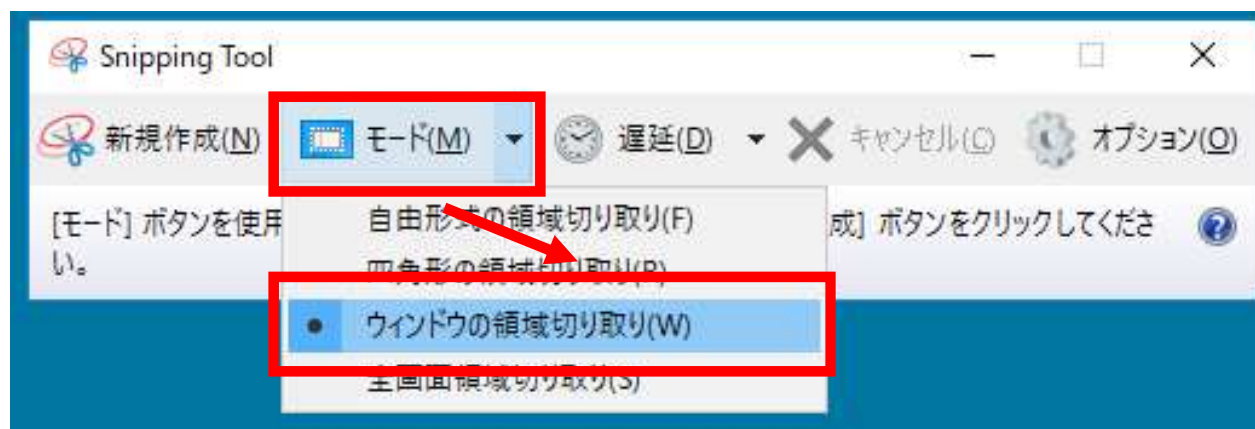 Snipping Tool
新規作成(N) モード(M) 遅延(D) キャンセル(C) オプション(O)
[モード] ボタンを使用 成] ボタンをクリックしてくださ
い。
自由形式の領域切り取り(F)
四角形の領域切り取り(R)
ウィンドウの領域切り取り(W)
全画面領域切り取り(S)